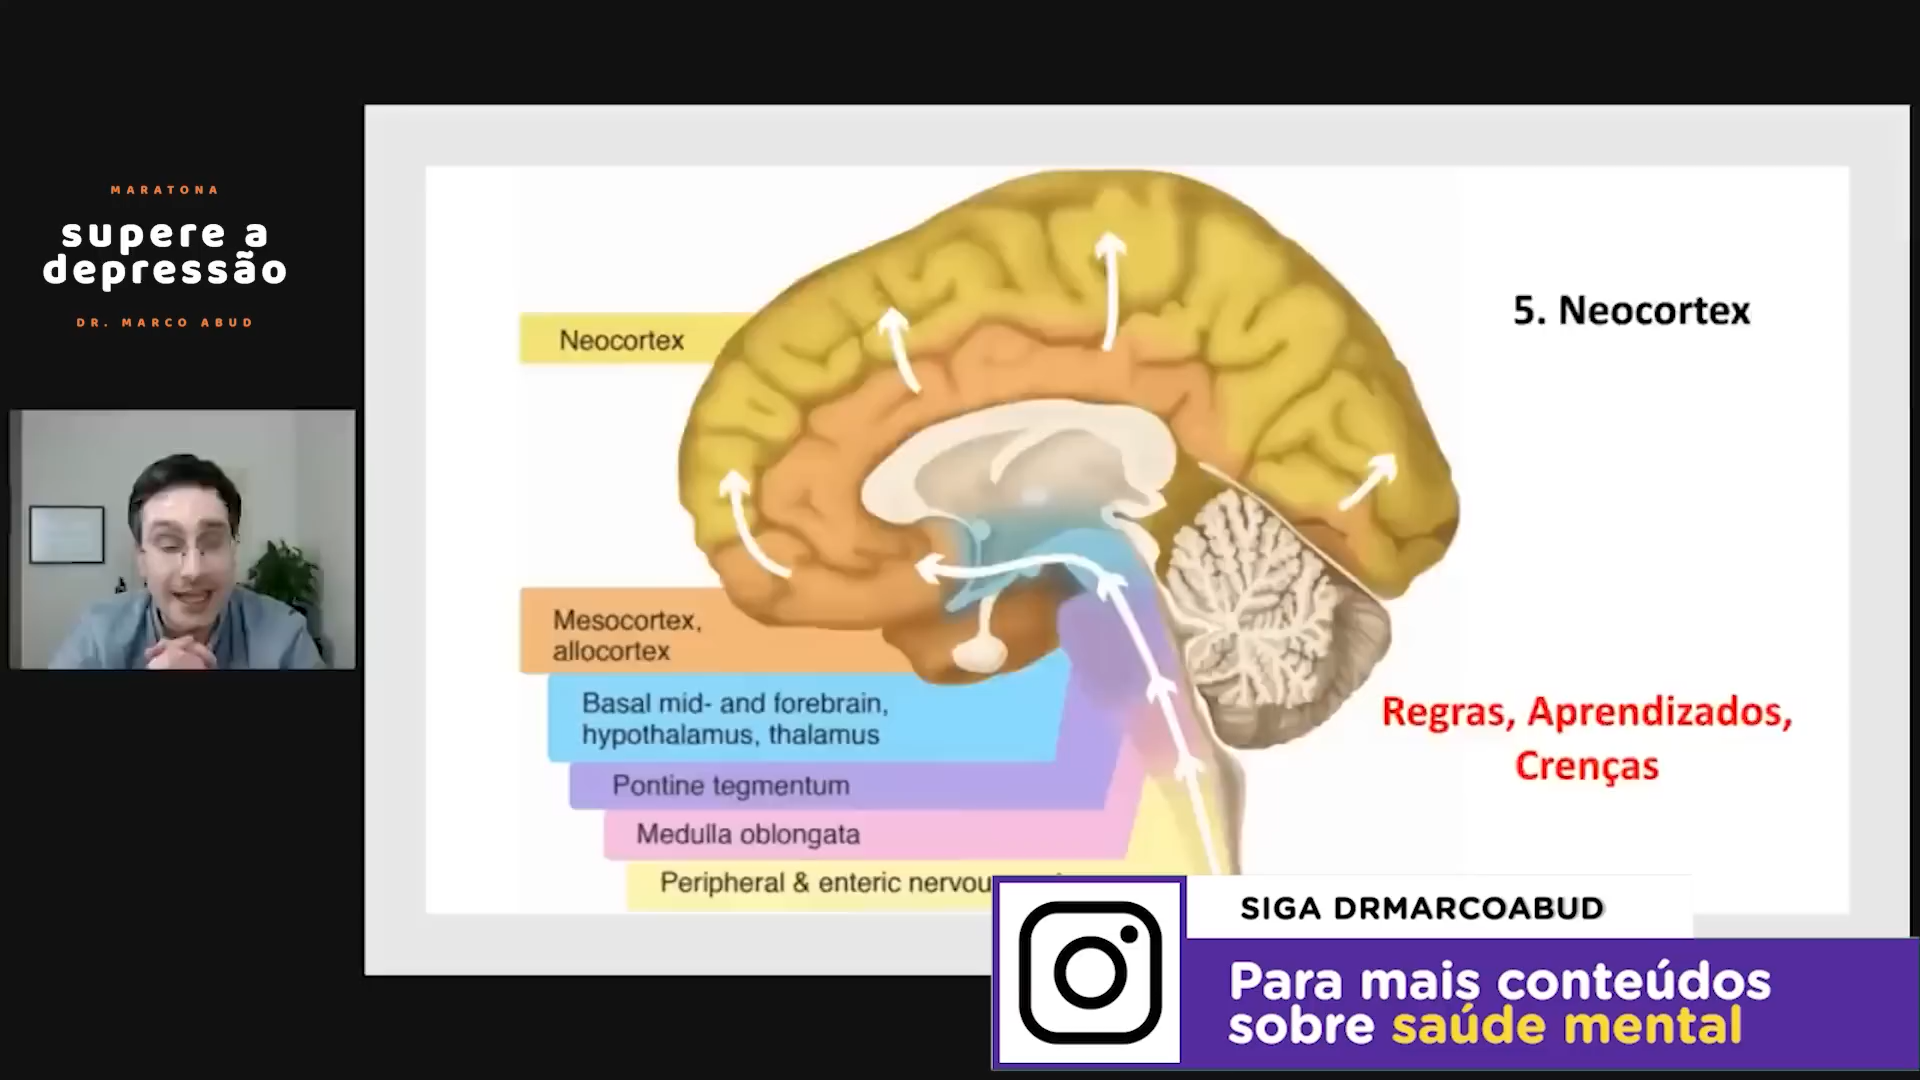 MARATONA
supere a
depressão
DR. MARCO ABUD
5. Neocortex
Neocortex
Mesocortex,
allocortex
Basal mid- and forebrain,
hypothalamus, thalamus
Pontine tegmentum
Medulla oblongata
Peripheral & enteric
Regras, Aprendizados,
Crenças
SIGA DRMARCOABUD
Para mais conteúdos
sobre saúde mental